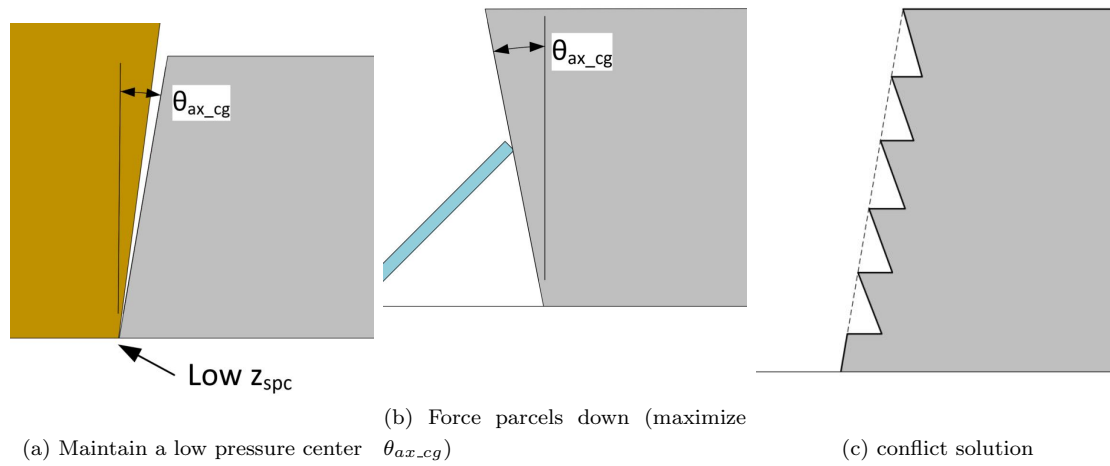 θax_cg
Low zspc
(a) Maintain a low pressure center
θax_cg
(b) Force parcels down (maximize
θax_cg)
(c) conflict solution